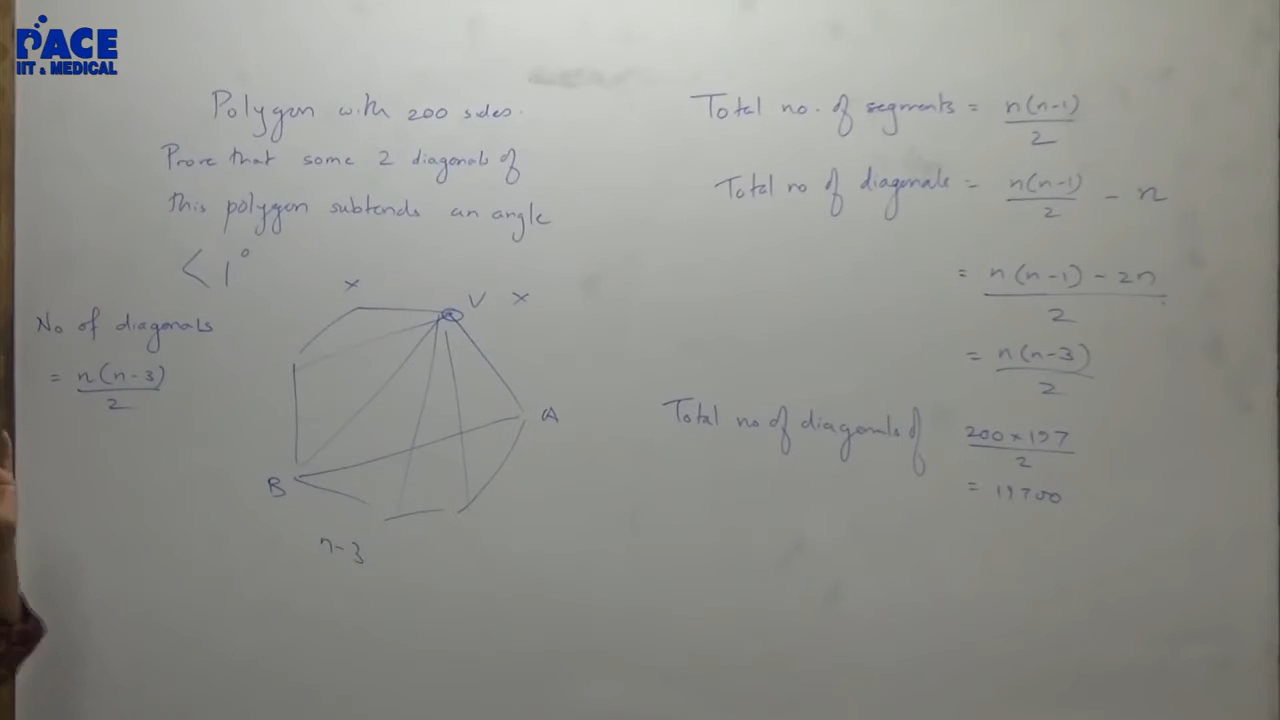 PACE
IIT & MEDICAL
Polygon with 200 sides.
Prove that some 2 diagonals of
this polygon subtends an angle
< 1°
No of diagonals
= n(n-3)
2
X
V X
A
B
n-3
Total no. of segments = n(n-1)
2
Total no of diagonals = n(n-1) - n
2
= n(n-1) - 2n
2
= n(n-3)
2
Total no of diagonals of 200×197
2
= 19700